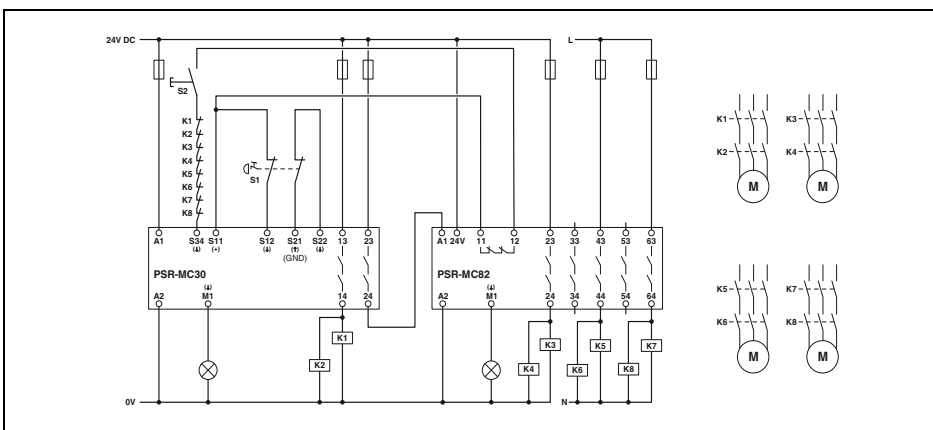 24V DC
L
S2
K1
K2
K3
K4
K5
K6
K7
K8
S1
K1
K2
M
K3
K4
M
A1
S34
(↓)
S11
(+)
S12
(↓)
S21
(↑)
(GND)
S22
(↓)
13
23
PSR-MC30
A2
(↓)
M1
14
24
A1
24V
11
12
23
33
43
53
63
PSR-MC82
A2
(↓)
M1
24
34
44
54
64
K1
K2
K3
K4
K5
K6
K7
K8
K5
K6
M
K7
K8
M
0V
N